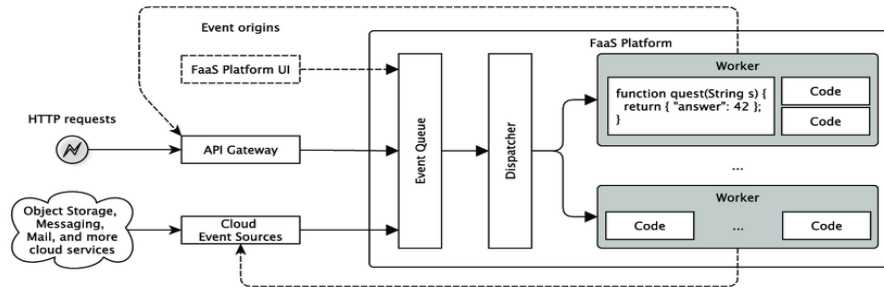 Event origins
FaaS Platform UI
HTTP requests
API Gateway
Object Storage,
Messaging,
Mail, and more
cloud services
Cloud
Event Sources
FaaS Platform
Event Queue
Dispatcher
Worker
function quest(String s) {
return { "answer": 42 };
}
Code
Code
...
Worker
Code
...
Code